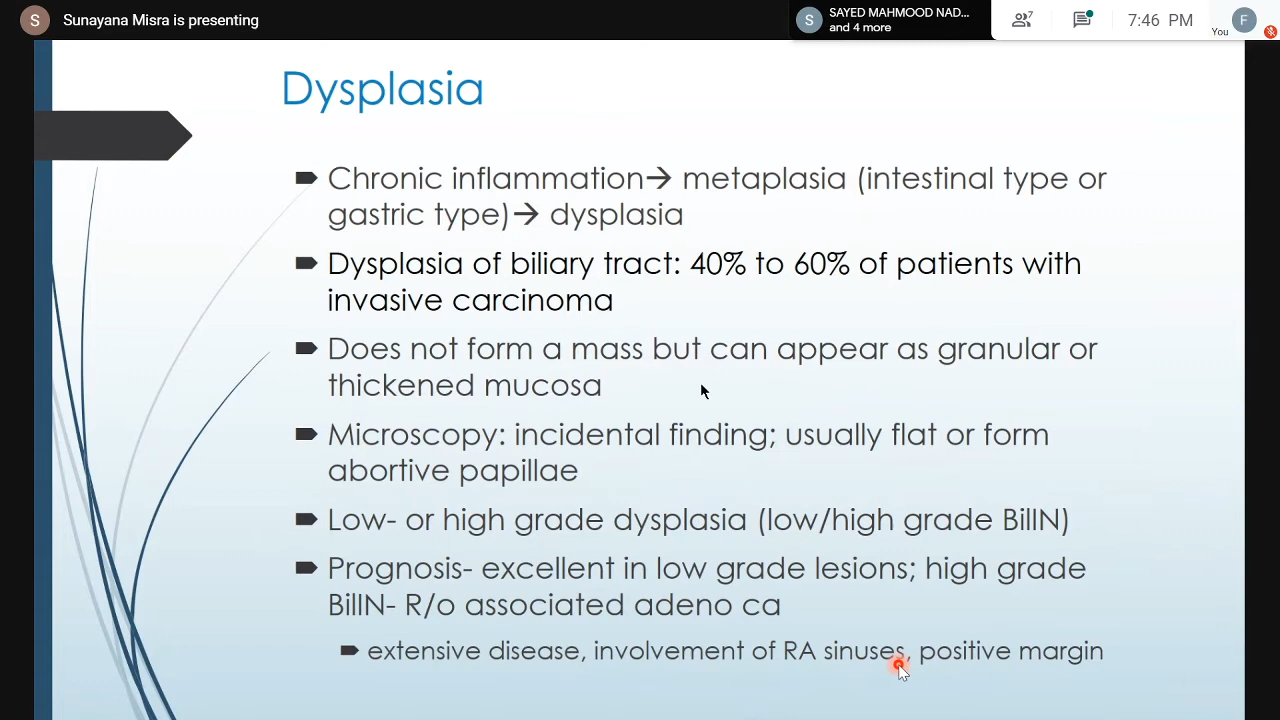 S Sunayana Misra is presenting
S SAYED MAHMOOD NAD...
and 4 more
7
7:46 PM
You
F
Dysplasia
Chronic inflammation→ metaplasia (intestinal type or
gastric type)→ dysplasia
Dysplasia of biliary tract: 40% to 60% of patients with
invasive carcinoma
Does not form a mass but can appear as granular or
thickened mucosa
Microscopy: incidental finding; usually flat or form
abortive papillae
Low- or high grade dysplasia (low/high grade BilIN)
Prognosis- excellent in low grade lesions; high grade
BilIN- R/o associated adeno ca
extensive disease, involvement of RA sinuses, positive margin